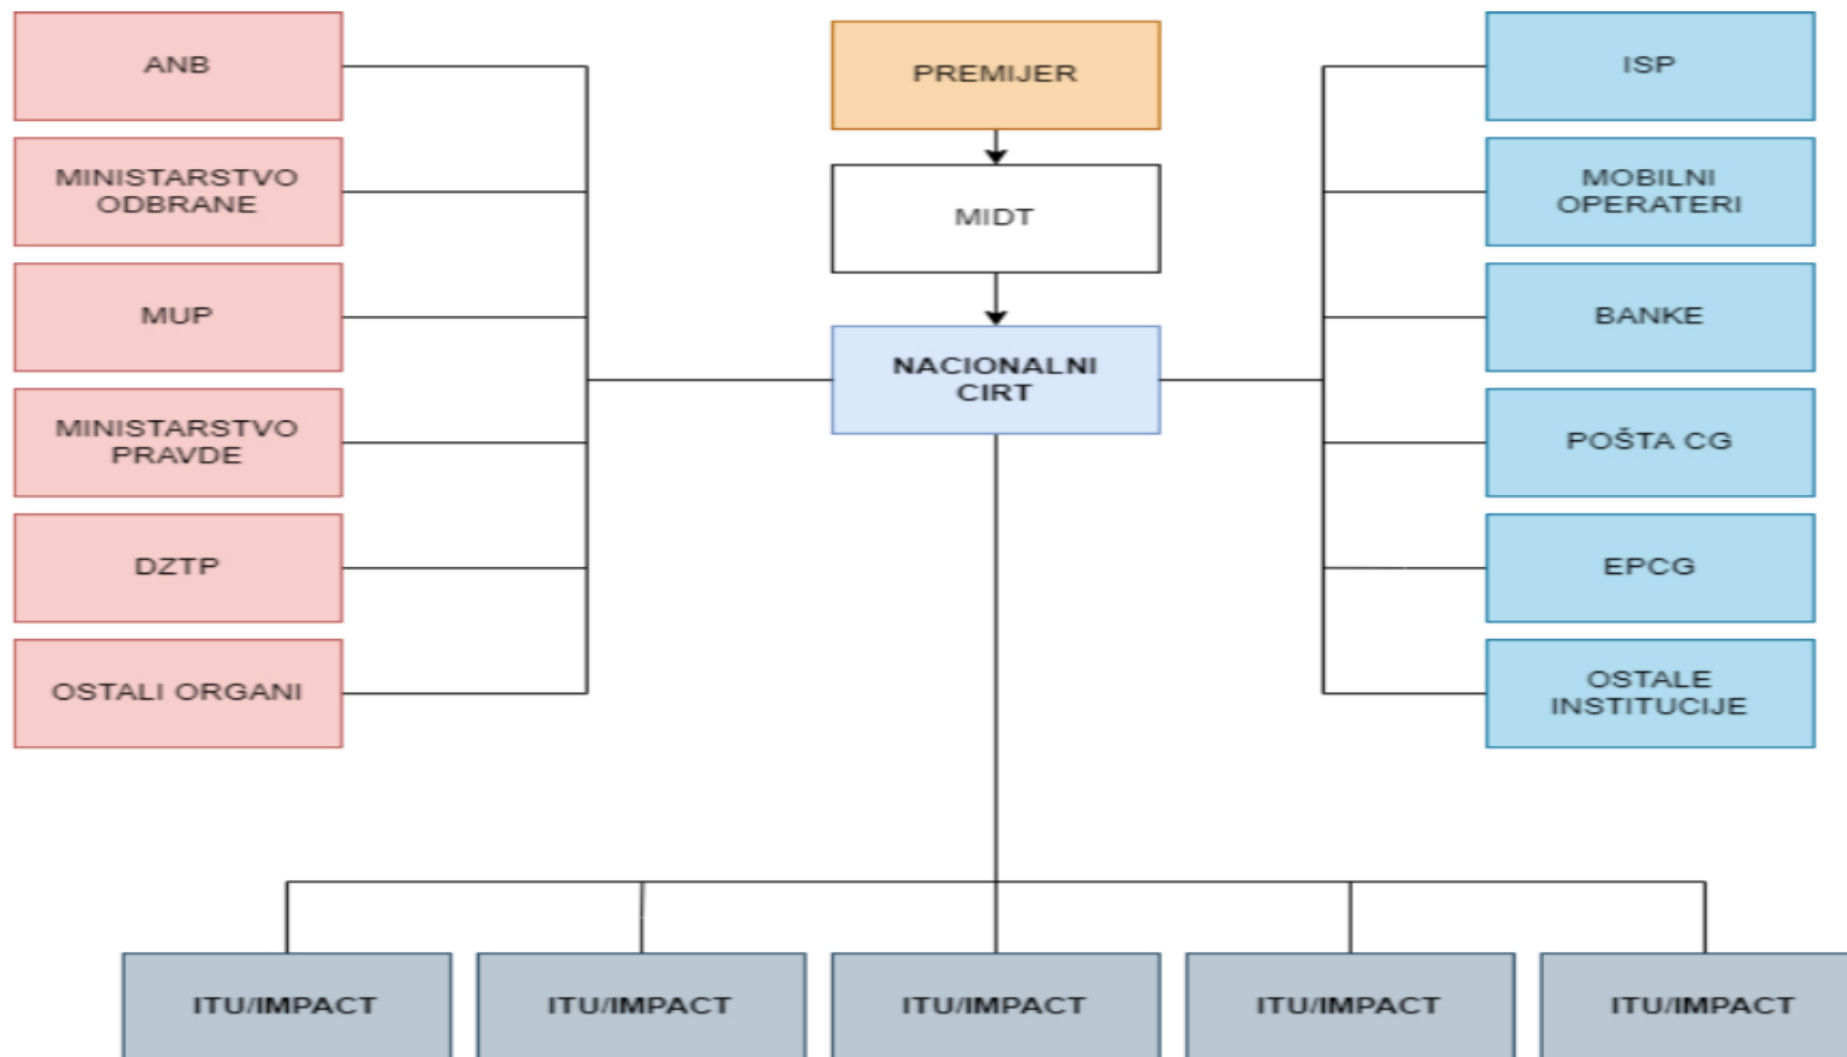 ANB
MINISTARSTVO
ODBRANE
MUP
MINISTARSTVO
PRAVDE
DZTP
OSTALI ORGANI
PREMIJER
MIDT
NACIONALNI
CIRT
ISP
MOBILNI
OPERATERI
BANKE
POŠTA CG
EPCG
OSTALE
INSTITUCIJE
ITU/IMPACT
ITU/IMPACT
ITU/IMPACT
ITU/IMPACT
ITU/IMPACT